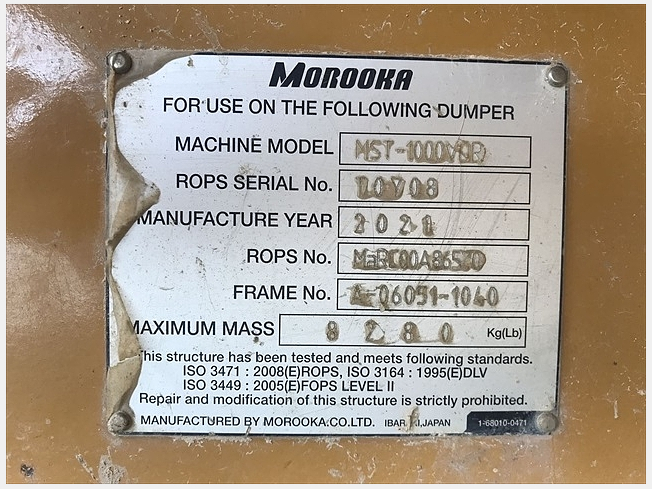 MOROOKA
FOR USE ON THE FOLLOWING DUMPER
MACHINE MODEL
ROPS SERIAL No. 10708
MANUFACTURE YEAR 2021
ROPS No.
FRAME No.
MAXIMUM MASS 8280 Kg(Lb)
This structure has been tested and meets following standards.
ISO 3471 : 2008(E)ROPS, ISO 3164 : 1995(E)DLV
ISO 3449 : 2005(E)FOPS LEVEL II
Repair and modification of this structure is strictly prohibited.
MANUFACTURED BY MOROOKA.CO.LTD. JAPAN 1-68010-0471